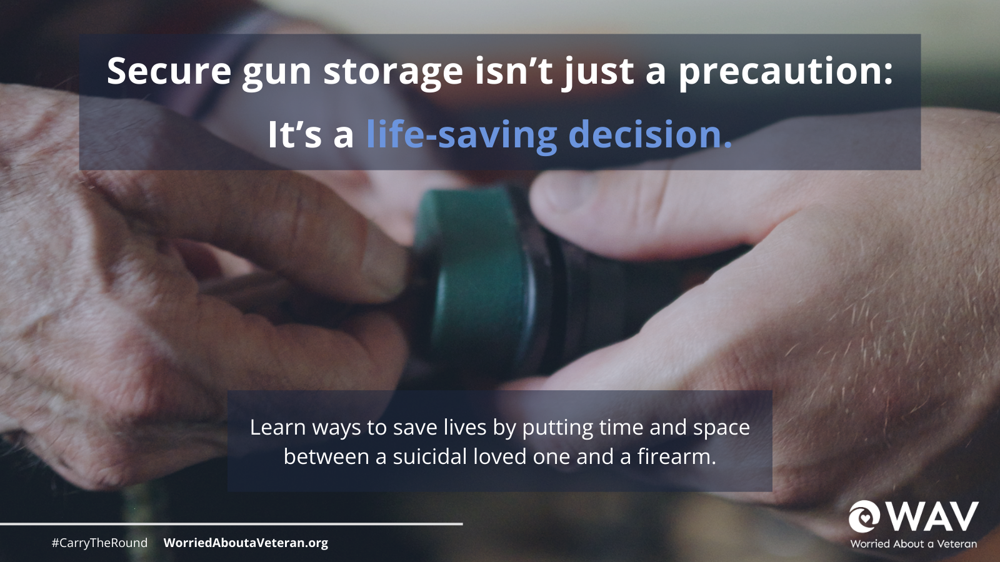 Secure gun storage isn’t just a precaution:
It’s a life-saving decision.
Learn ways to save lives by putting time and space
between a suicidal loved one and a firearm.
#CarryTheRound WorriedAboutaVeteran.org
WAV
Worried About a Veteran